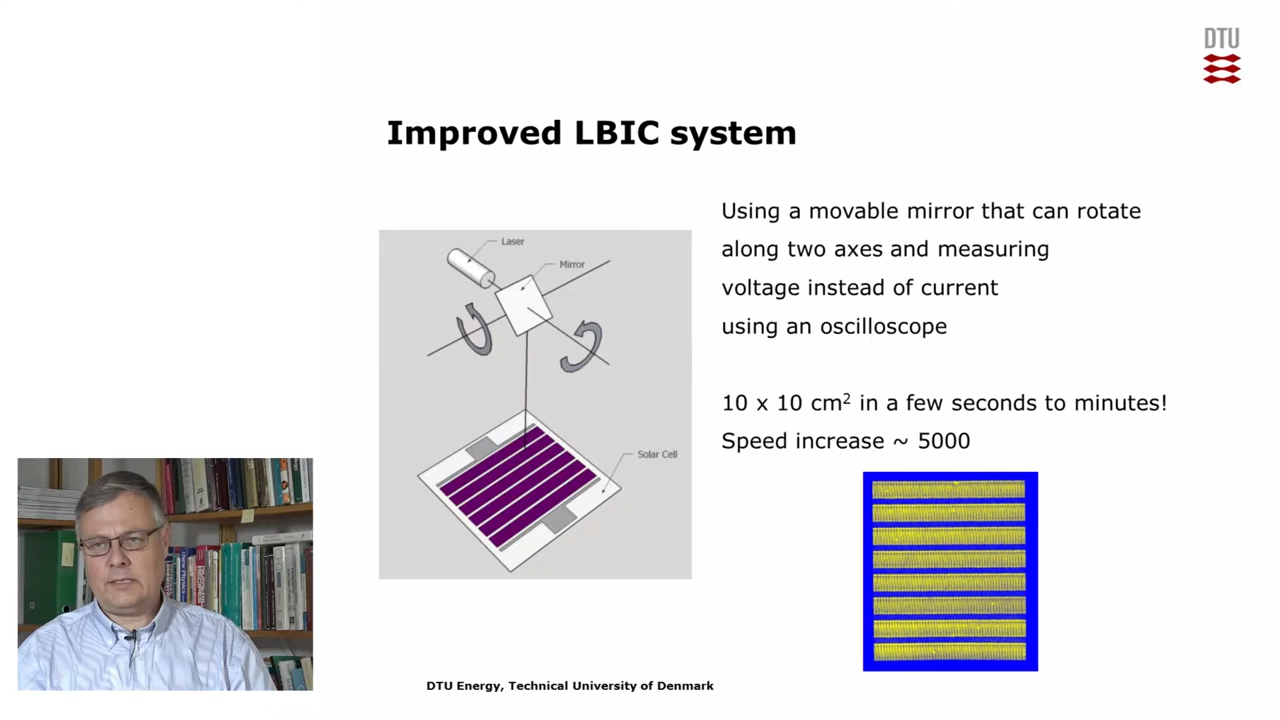 DTU
Improved LBIC system
Using a movable mirror that can rotate
along two axes and measuring
voltage instead of current
using an oscilloscope
10 x 10 cm² in a few seconds to minutes!
Speed increase ~ 5000
Laser
Mirror
Solar Cell
DTU Energy, Technical University of Denmark